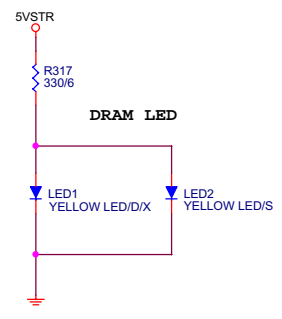 5VSTR
R317
330/6
DRAM LED
LED1
YELLOW LED/D/X
LED2
YELLOW LED/S